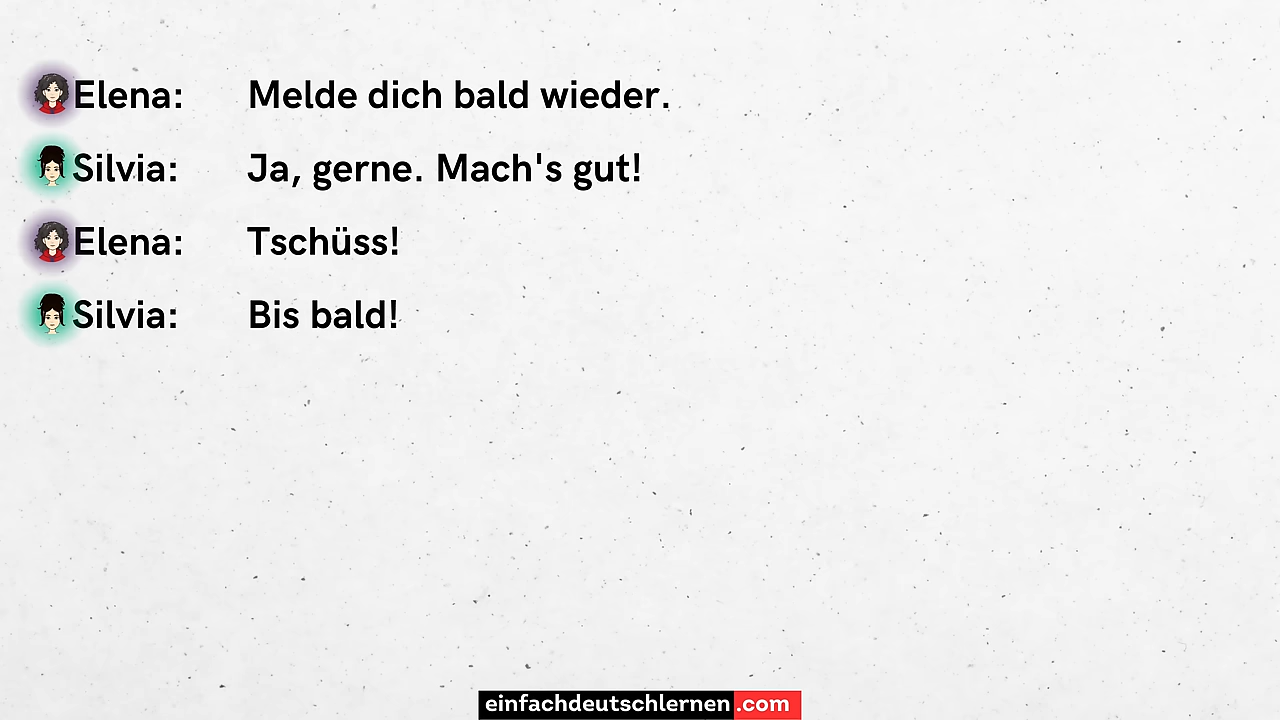 Elena: Melde dich bald wieder.
Silvia: Ja, gerne. Mach's gut!
Elena: Tschüss!
Silvia: Bis bald!
einfachdeutschlernen.com